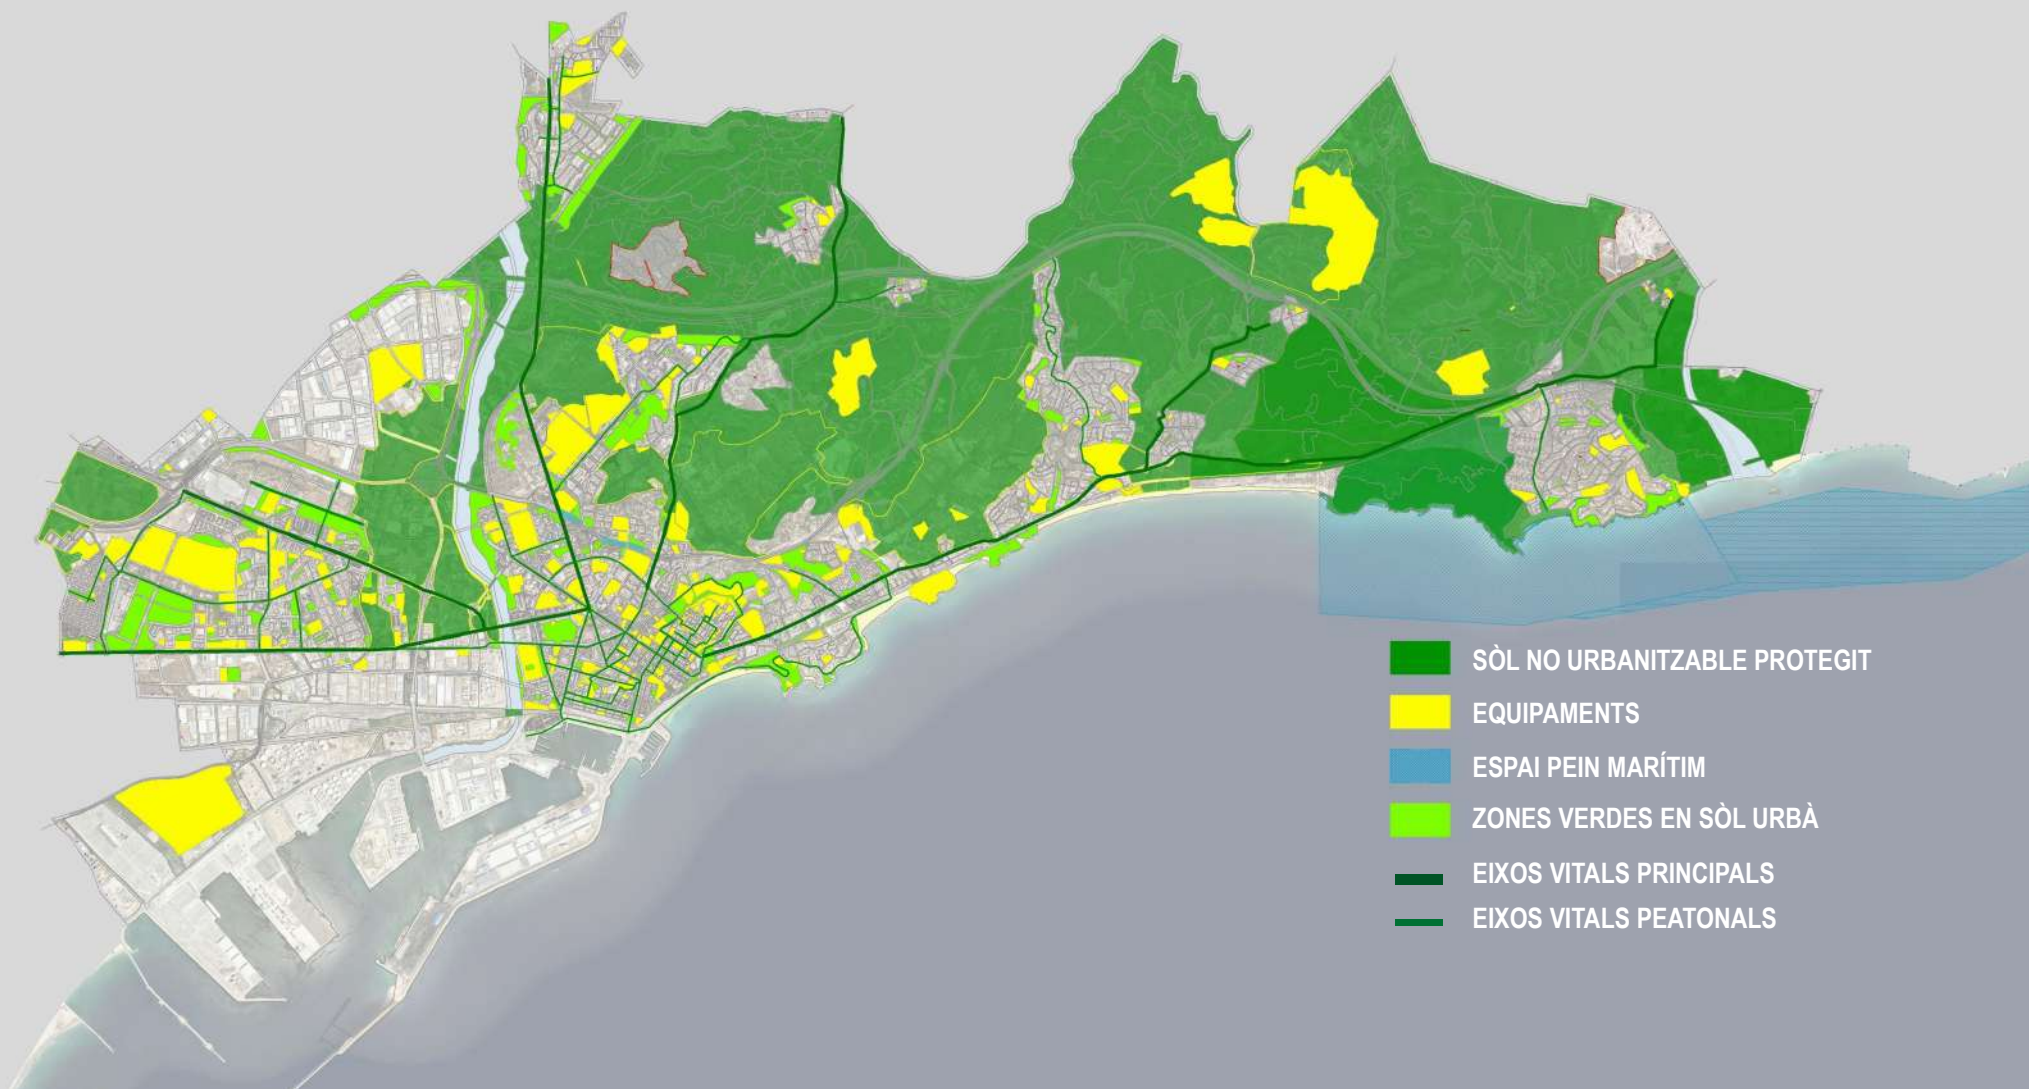 SÒL NO URBANITZABLE PROTEGIT
EQUIPAMENTS
ESPAI PEIN MARÍTIM
ZONES VERDES EN SÒL URBÀ
EIXOS VITALS PRINCIPALS
EIXOS VITALS PEATONALS